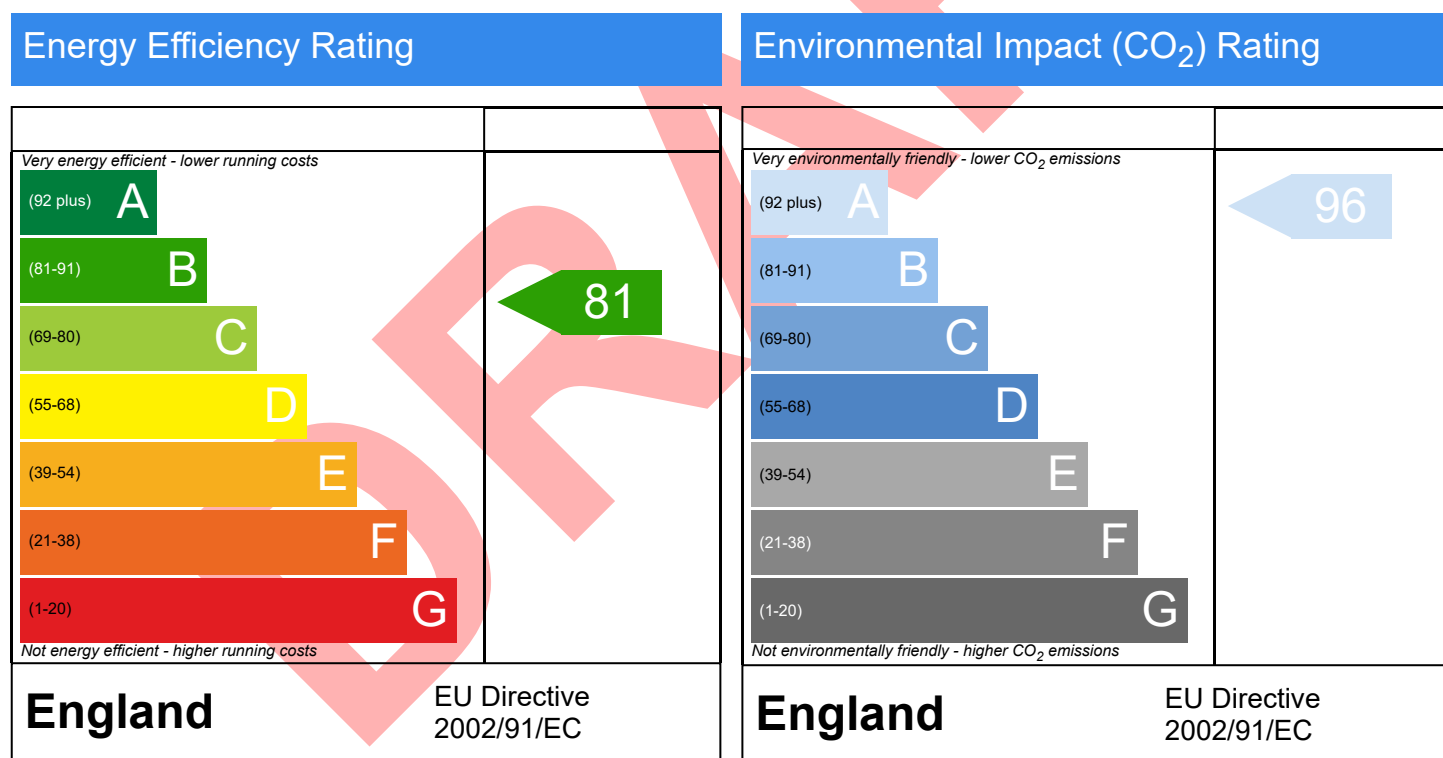 Energy Efficiency Rating
Very energy efficient - lower running costs
(92 plus) A
(81-91) B
(69-80) C
(55-68) D
(39-54) E
(21-38) F
(1-20) G
81
Not energy efficient - higher running costs
England
EU Directive
2002/91/EC
Environmental Impact (CO₂) Rating
Very environmentally friendly - lower CO₂ emissions
(92 plus) A
(81-91) B
(69-80) C
(55-68) D
(39-54) E
(21-38) F
(1-20) G
96
Not environmentally friendly - higher CO₂ emissions
England
EU Directive
2002/91/EC